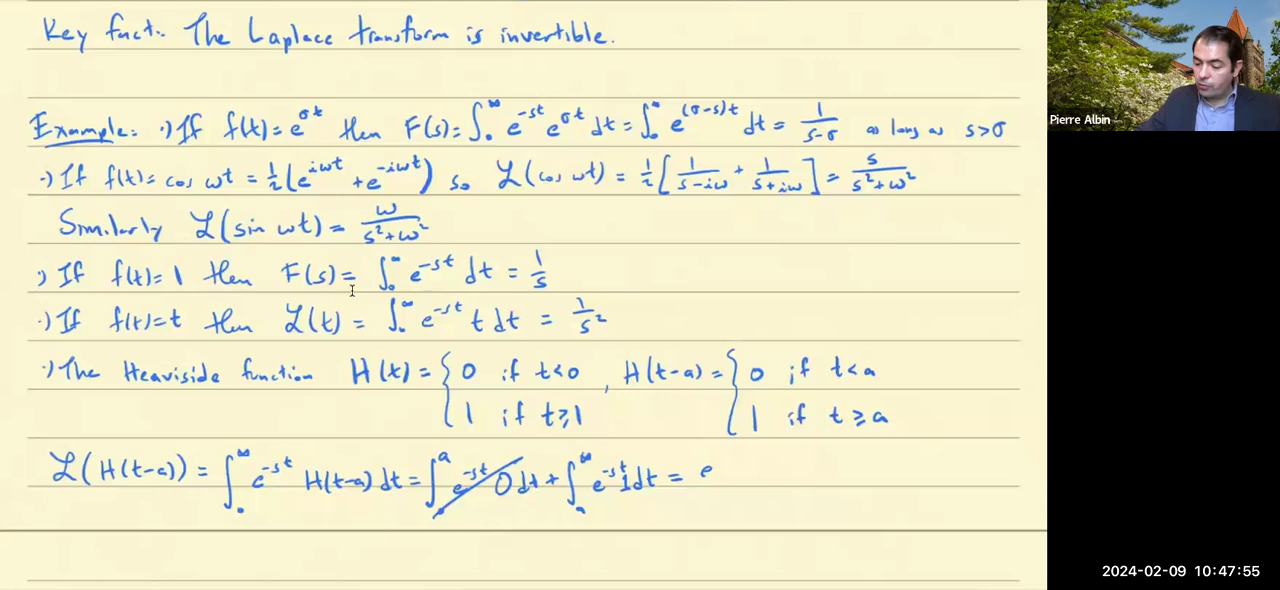 Key fact: The Laplace transform is invertible.
Example: ·) If f(t) = e^{σt} then F(s) = ∫_0^∞ e^{-st} e^{σt} dt = ∫_0^∞ e^{(σ-s)t} dt = 1/(s-σ) as long as s>σ
·) If f(t) = cos ωt = 1/2 (e^{iωt} + e^{-iωt}) so ℒ(cos ωt) = 1/2 [1/(s-iω) + 1/(s+iω)] = s/(s²+ω²)
Similarly ℒ(sin ωt) = ω/(s²+ω²)
·) If f(t) = 1 then F(s) = ∫_0^∞ e^{-st} dt = 1/s
·) If f(t) = t then ℒ(t) = ∫_0^∞ e^{-st} t dt = 1/s²
·) The Heaviside function H(t) = { 0 if t<0 , H(t-a) = { 0 if t<a
1 if t≥1 1 if t≥a
ℒ(H(t-a)) = ∫_0^∞ e^{-st} H(t-a) dt = ∫_0^a e^{-st} 0 dt + ∫_a^∞ e^{-st} 1 dt = e
Pierre Albin
2024-02-09 10:47:55